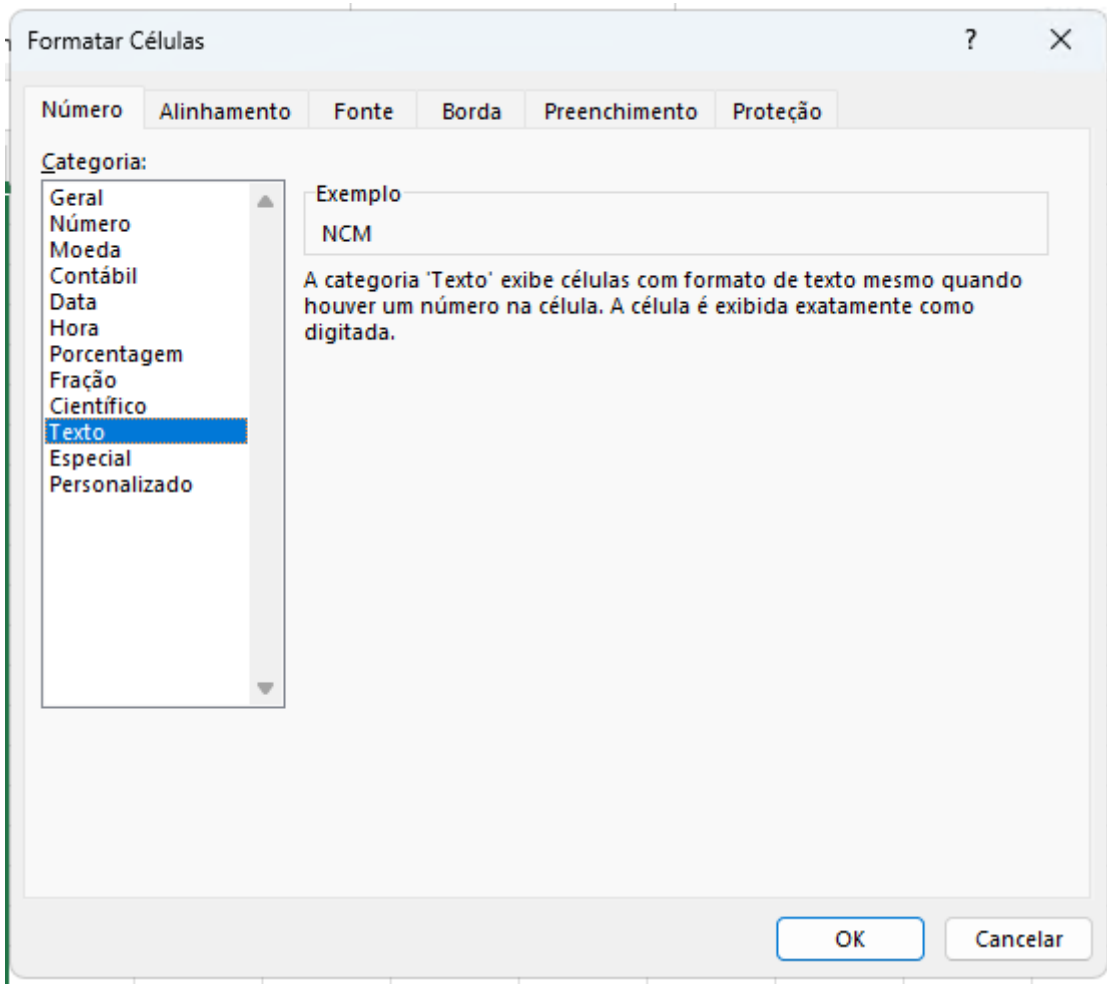 Formatar Células
?
Número Alinhamento Fonte Borda Preenchimento Proteção
Categoria:
Geral
Número
Moeda
Contábil
Data
Hora
Porcentagem
Fração
Científico
Texto
Especial
Personalizado
Exemplo
NCM
A categoria 'Texto' exibe células com formato de texto mesmo quando
houver um número na célula. A célula é exibida exatamente como
digitada.
OK Cancelar